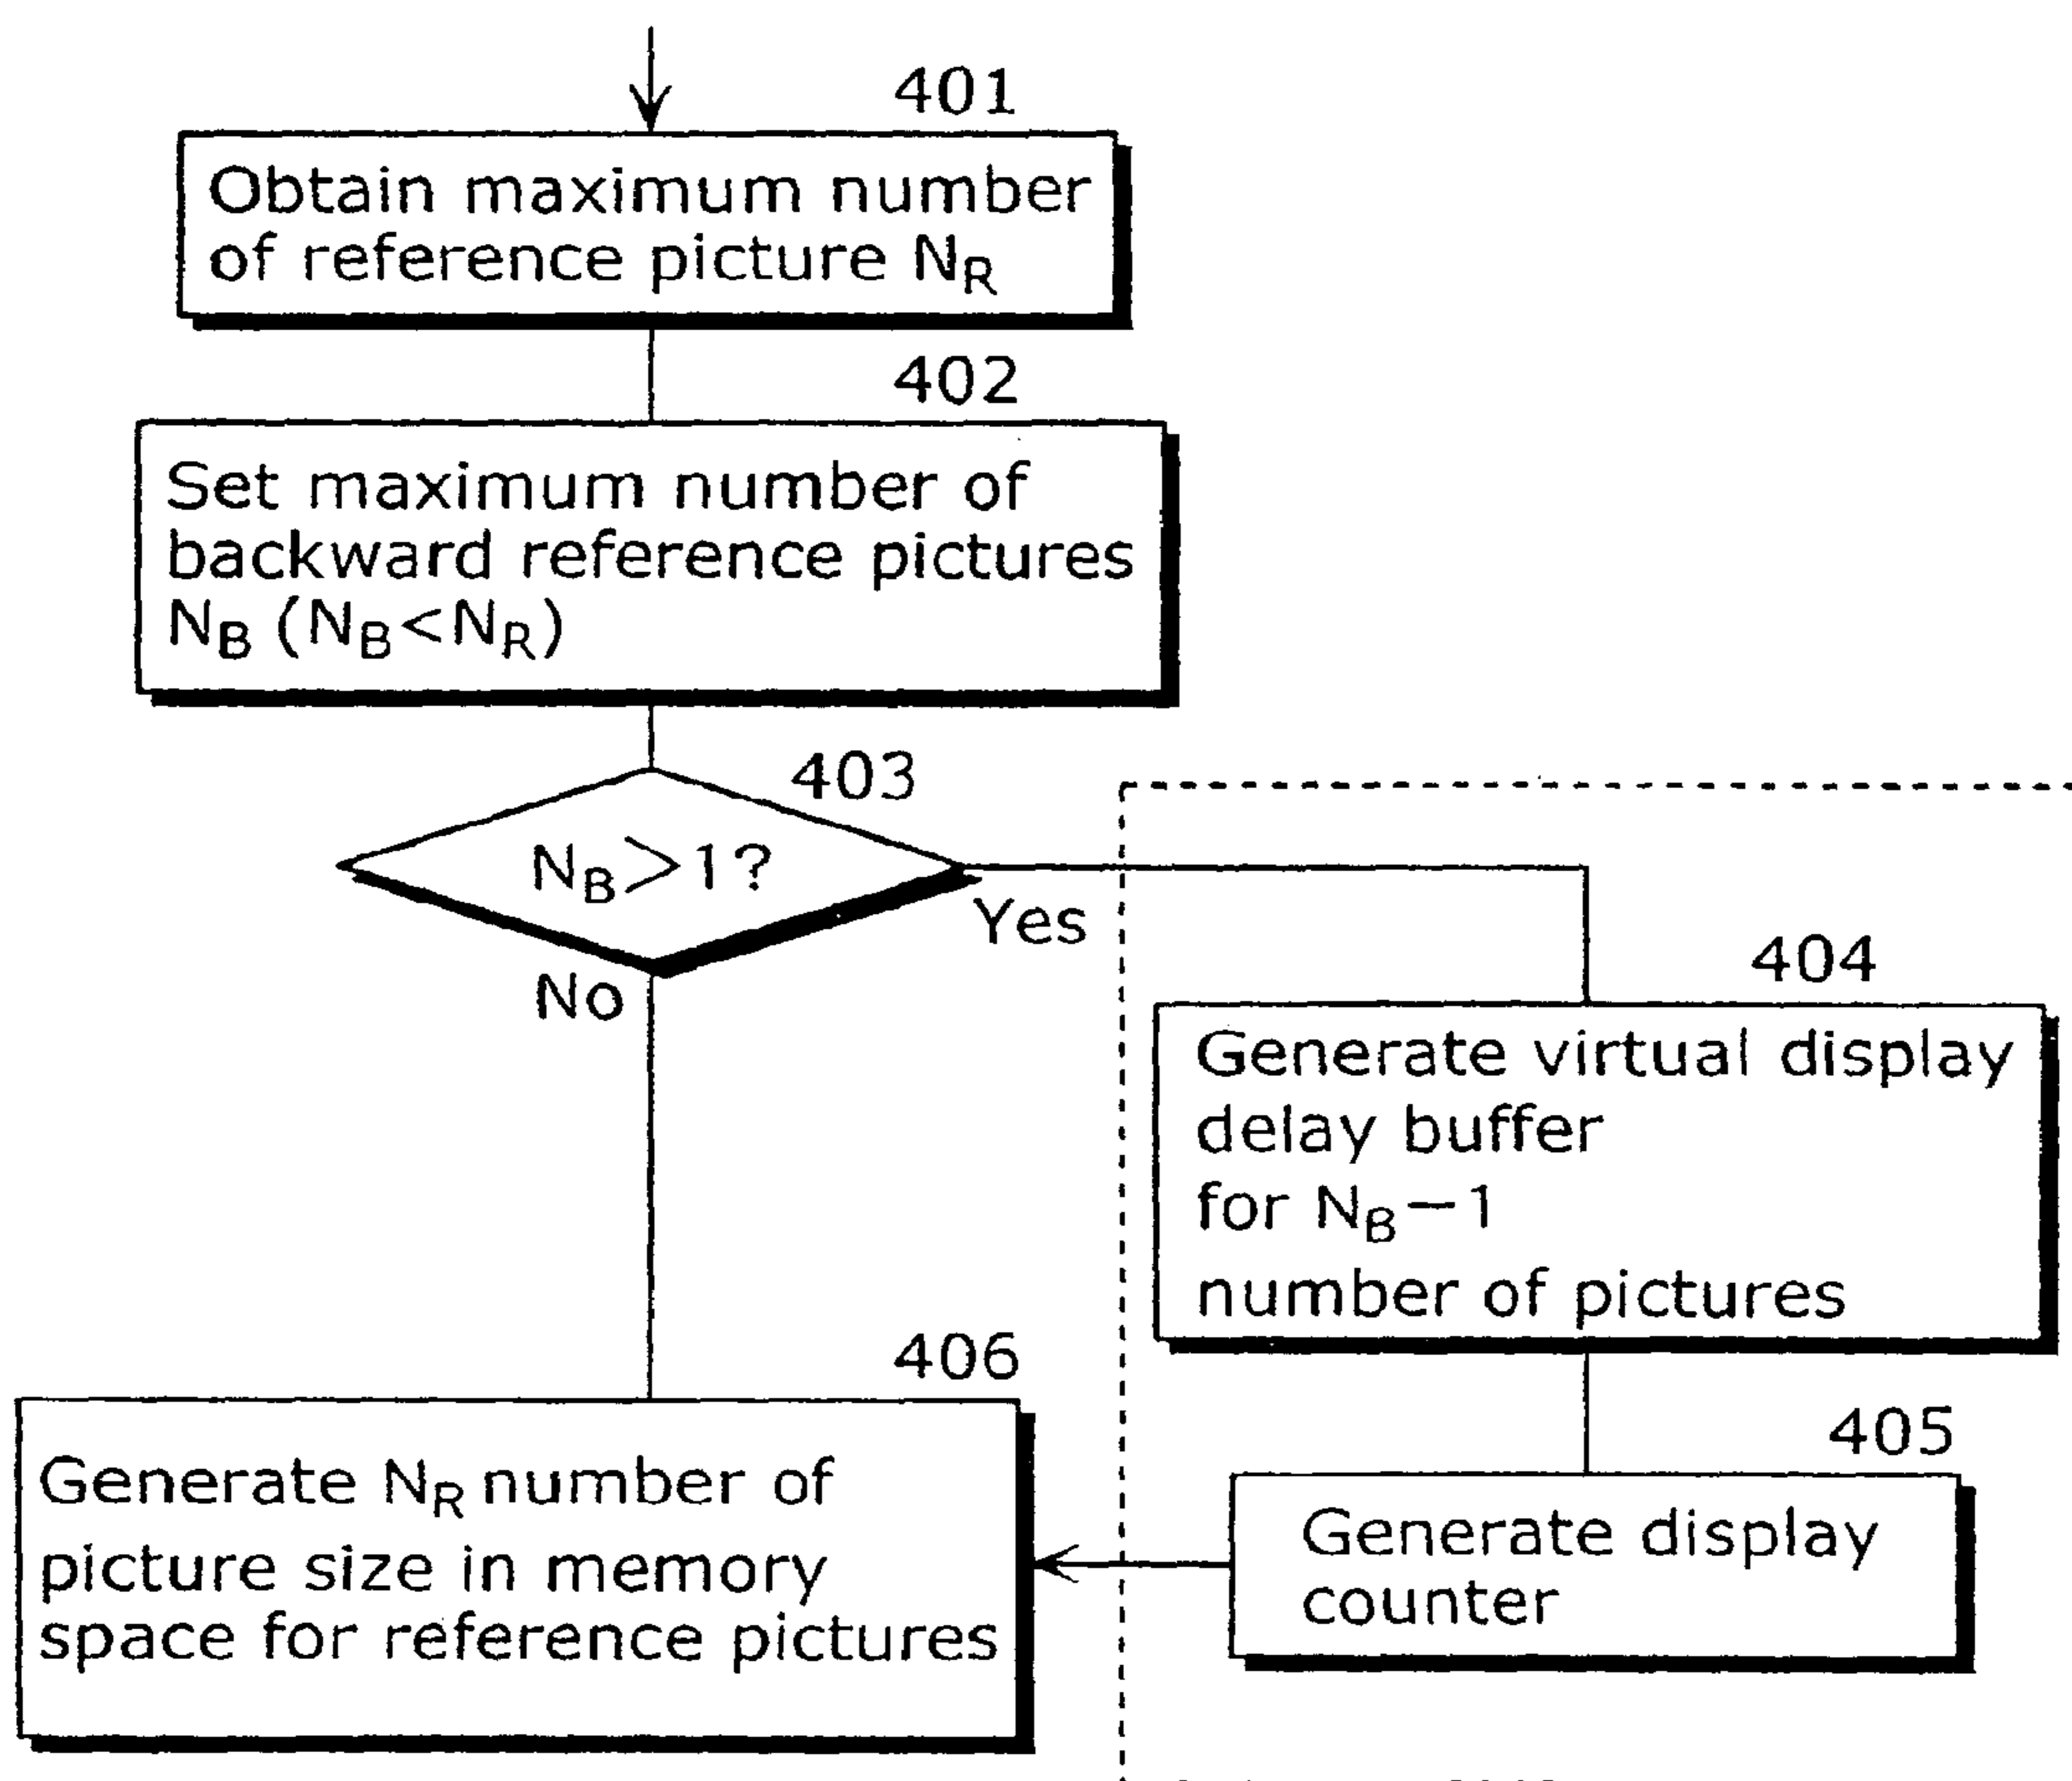 401
Obtain maximum number
of reference picture NR
402
Set maximum number of
backward reference pictures
NB (NB<NR)
403
NB>1?
Yes
No
404
Generate virtual display
delay buffer
for NB−1
number of pictures
405
Generate display
counter
406
Generate NR number of
picture size in memory
space for reference pictures